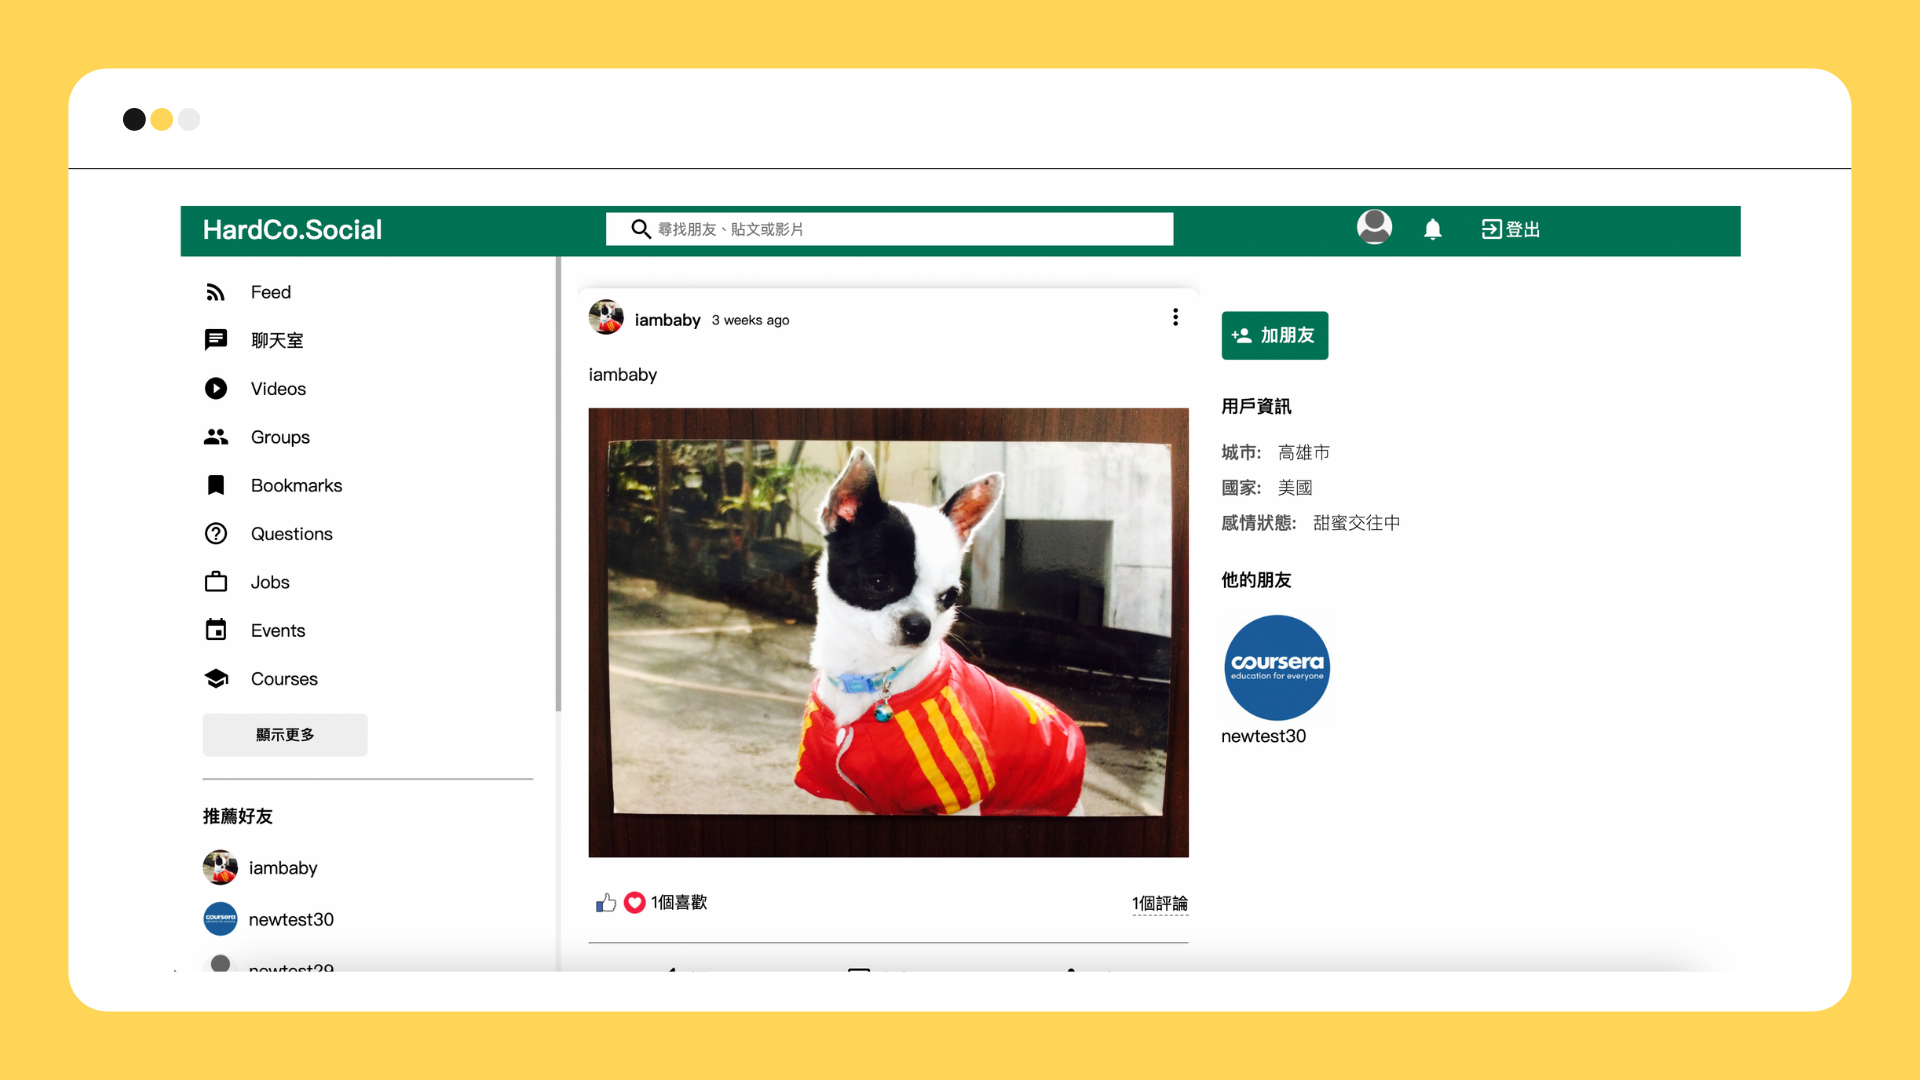 HardCo.Social
尋找朋友、貼文或影片
登出
Feed
聊天室
Videos
Groups
Bookmarks
Questions
Jobs
Events
Courses
顯示更多
推薦好友
iambaby
newtest30
newtest29
iambaby 3 weeks ago
iambaby
1個喜歡
1個評論
加朋友
用戶資訊
城市: 高雄市
國家: 美國
感情狀態: 甜蜜交往中
他的朋友
coursera
education for everyone
newtest30